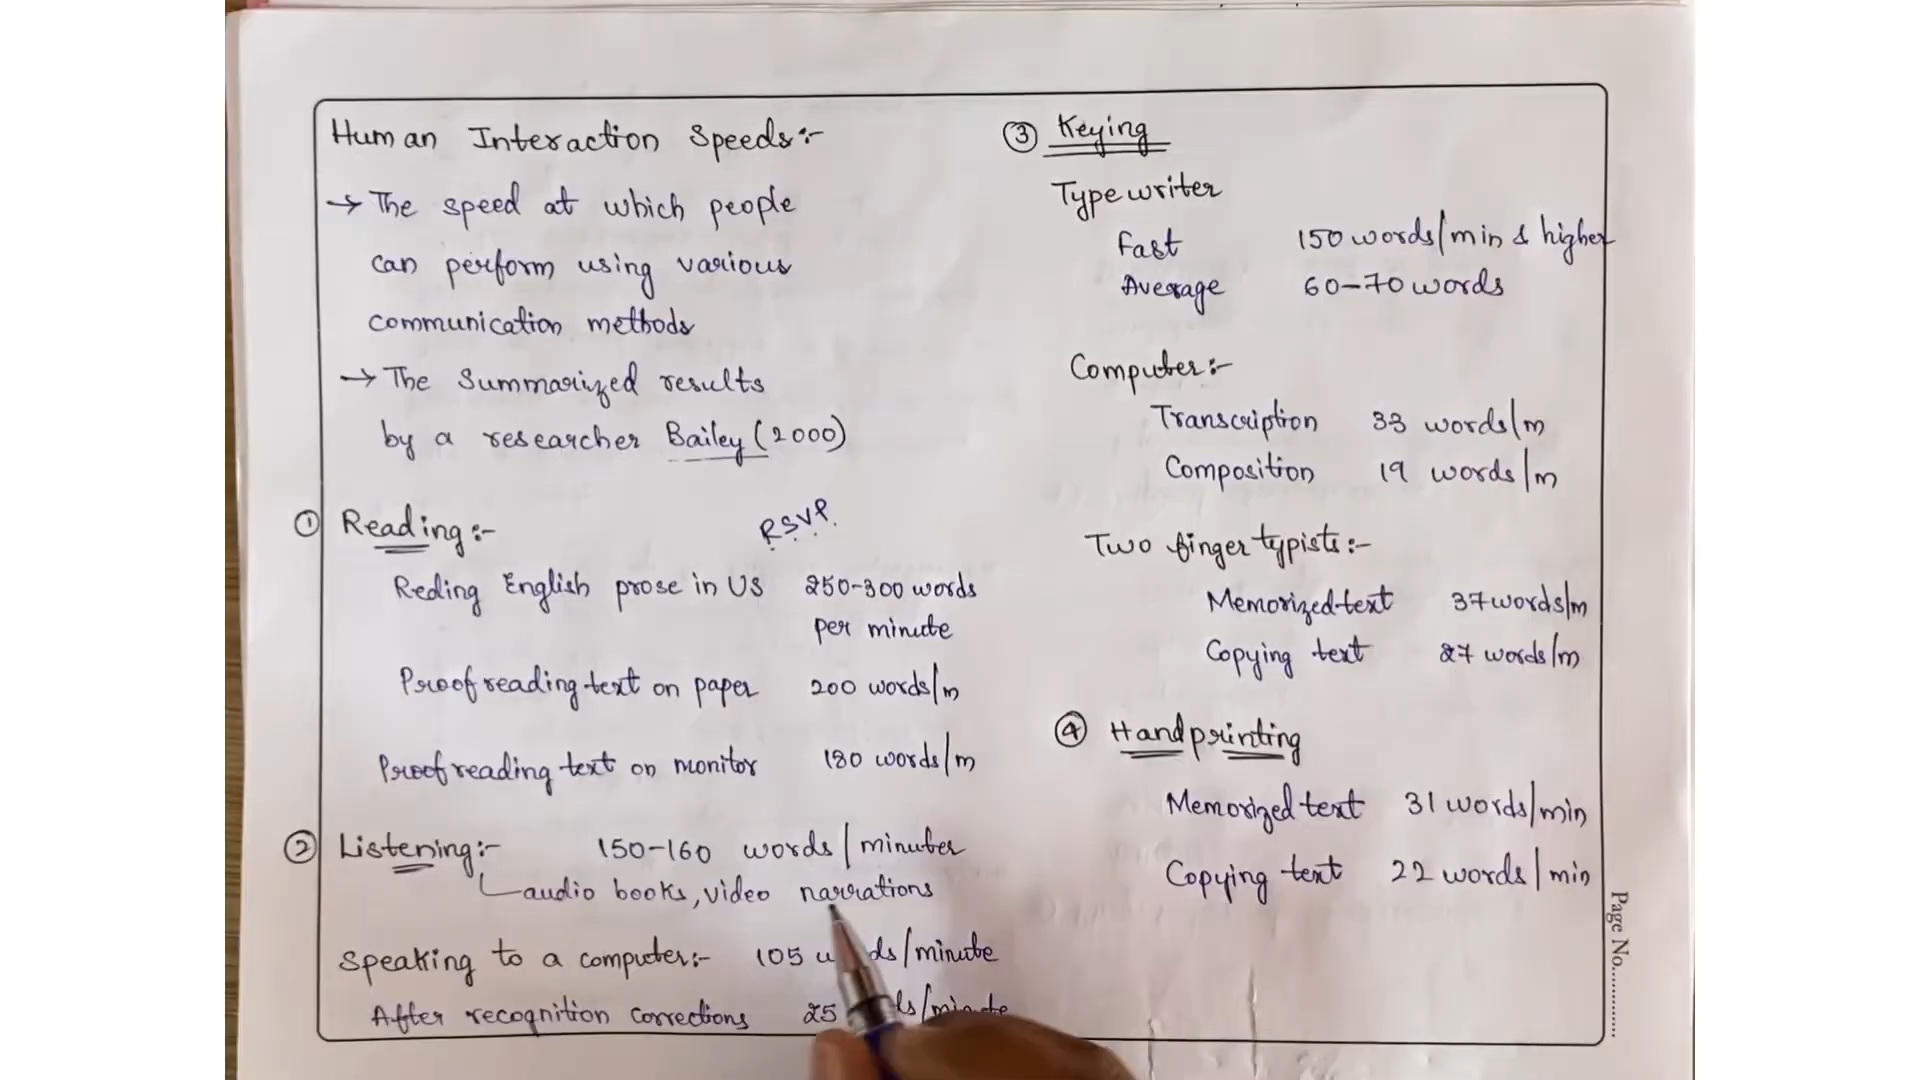 Human Interaction Speeds:-
→ The speed at which people
can perform using various
communication methods
→ The Summarized results
by a researcher Bailey (2000)
① Reading:-
R.S.V.P.
Reding English prose in US 250-300 words
per minute
Proof reading text on paper 200 words/m
Proof reading text on monitor 180 words/m
② Listening:- 150-160 words/minuter
audio books, video narrations
Speaking to a computer:- 105 /minute
After recognition corrections 25
③ Keying
Type writer
Fast 150 words/min & higher
Average 60-70 words
Computer:-
Transcription 33 words/m
Composition 19 words/m
Two finger typists:-
Memorized text 37 words/m
Copying text 27 words/m
④ Handprinting
Memorized text 31 words/min
Copying text 22 words/min
Page No............